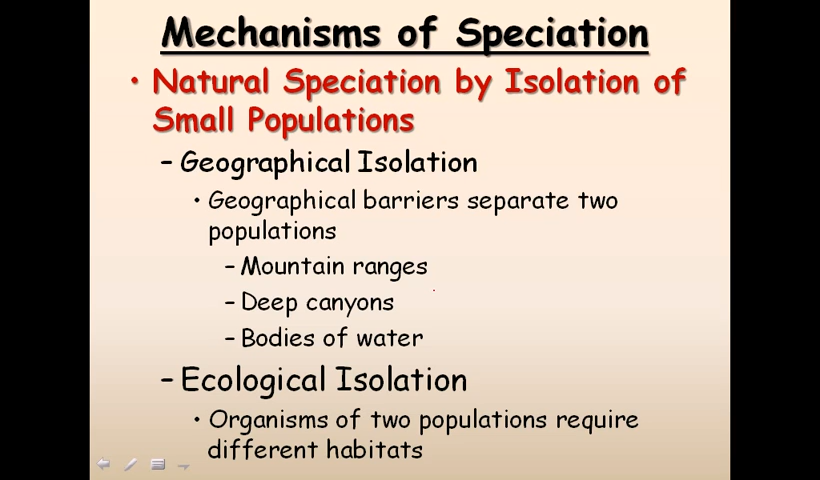 Mechanisms of Speciation
• Natural Speciation by Isolation of
Small Populations
– Geographical Isolation
• Geographical barriers separate two
populations
– Mountain ranges
– Deep canyons
– Bodies of water
– Ecological Isolation
• Organisms of two populations require
different habitats